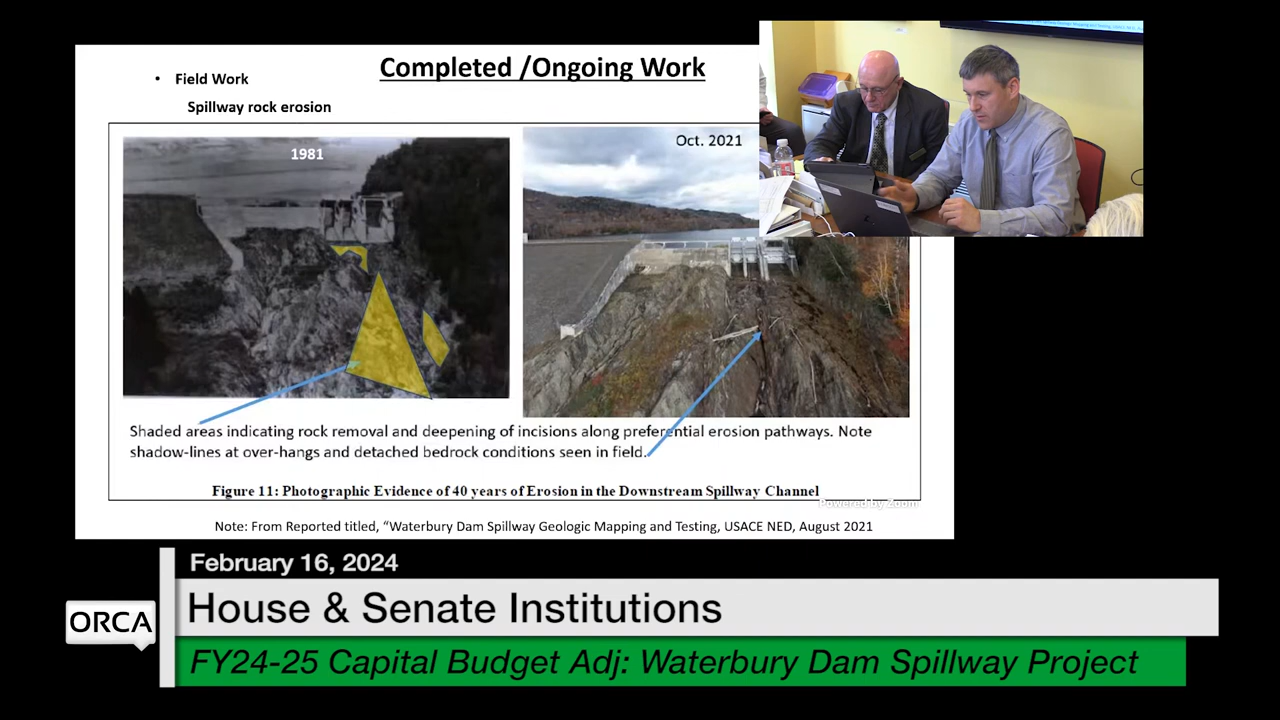 Completed /Ongoing Work
• Field Work
Spillway rock erosion
1981
Oct. 2021
Shaded areas indicating rock removal and deepening of incisions along preferential erosion pathways. Note
shadow-lines at over-hangs and detached bedrock conditions seen in field.
Figure 11: Photographic Evidence of 40 years of Erosion in the Downstream Spillway Channel
Powered by Zoom
Note: From Reported titled, “Waterbury Dam Spillway Geologic Mapping and Testing, USACE NED, August 2021
February 16, 2024
ORCA
House & Senate Institutions
FY24-25 Capital Budget Adj: Waterbury Dam Spillway Project